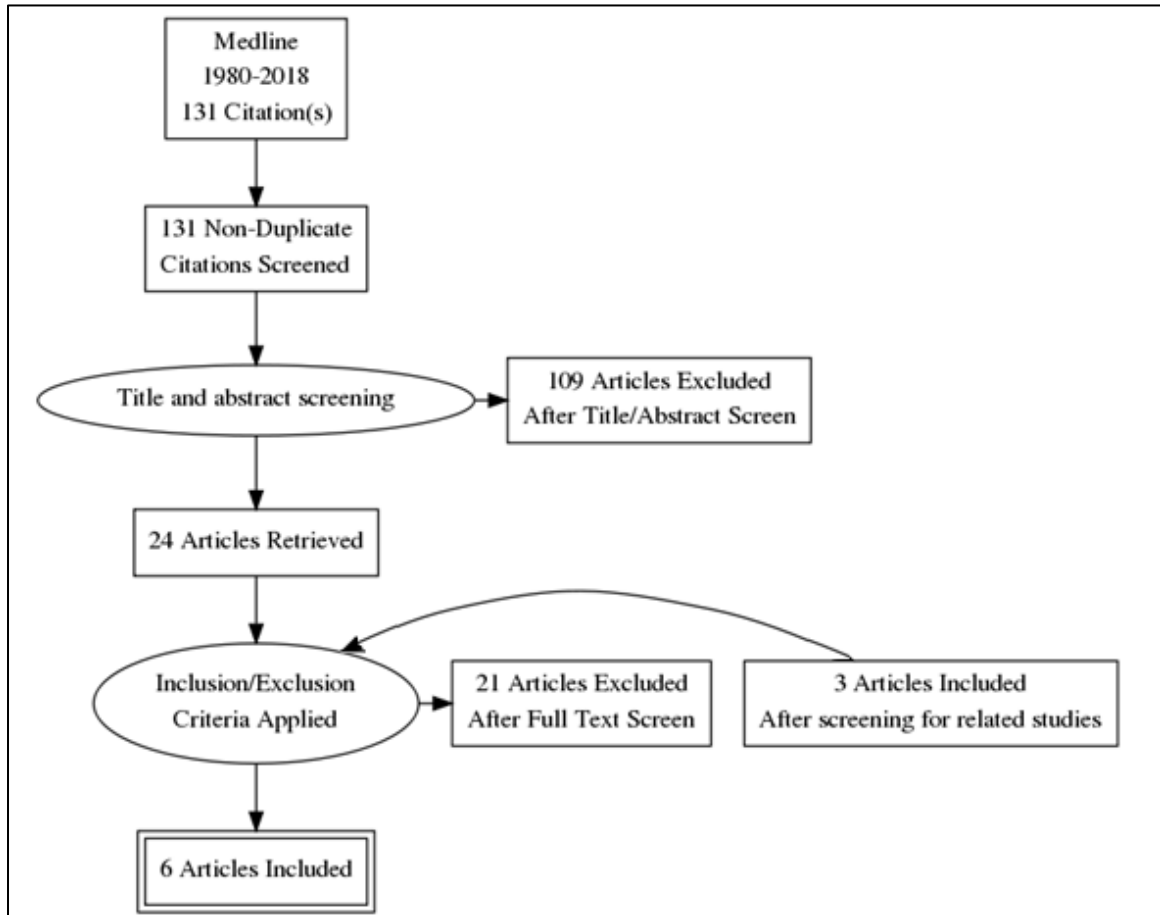 Medline
1980-2018
131 Citation(s)
131 Non-Duplicate
Citations Screened
Title and abstract screening
109 Articles Excluded
After Title/Abstract Screen
24 Articles Retrieved
Inclusion/Exclusion
Criteria Applied
21 Articles Excluded
After Full Text Screen
3 Articles Included
After screening for related studies
6 Articles Included